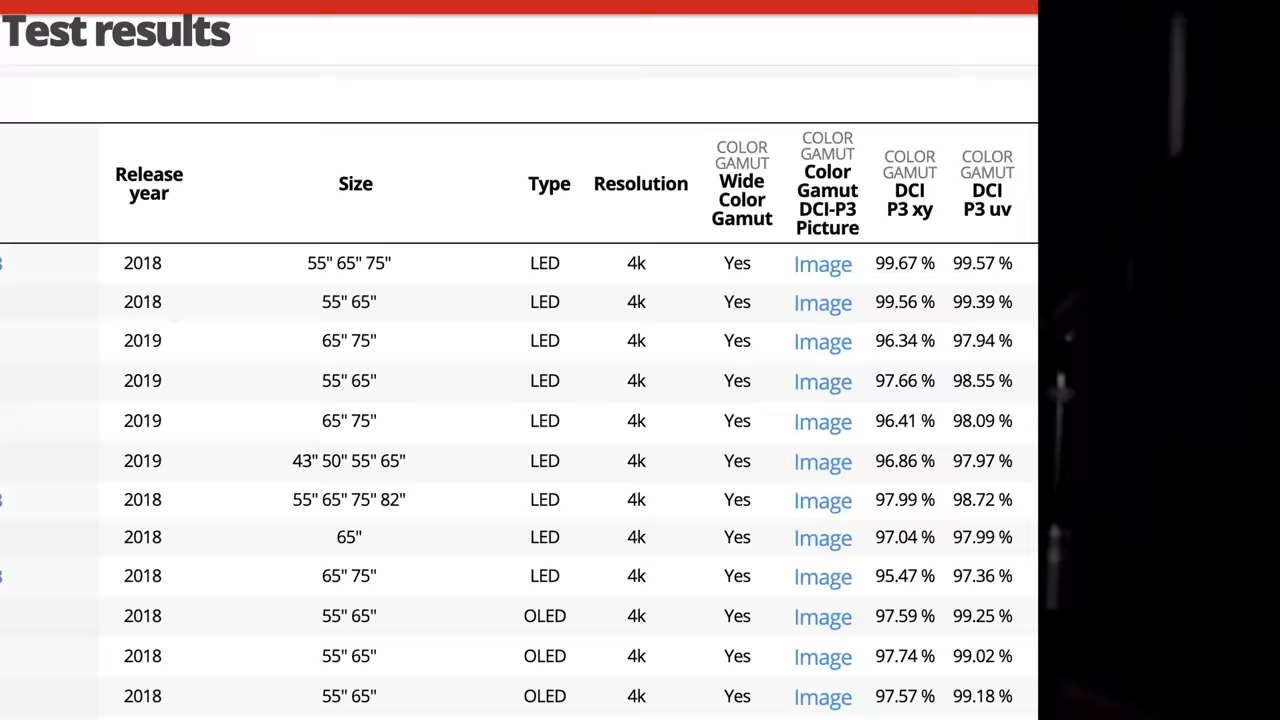 Test results
Release year
Size
Type
Resolution
COLOR GAMUT Wide Color Gamut
COLOR GAMUT Color Gamut DCI-P3 Picture
COLOR GAMUT DCI P3 xy
COLOR GAMUT DCI P3 uv
2018 55" 65" 75" LED 4k Yes Image 99.67 % 99.57 %
2018 55" 65" LED 4k Yes Image 99.56 % 99.39 %
2019 65" 75" LED 4k Yes Image 96.34 % 97.94 %
2019 55" 65" LED 4k Yes Image 97.66 % 98.55 %
2019 65" 75" LED 4k Yes Image 96.41 % 98.09 %
2019 43" 50" 55" 65" LED 4k Yes Image 96.86 % 97.97 %
2018 55" 65" 75" 82" LED 4k Yes Image 97.99 % 98.72 %
2018 65" LED 4k Yes Image 97.04 % 97.99 %
2018 65" 75" LED 4k Yes Image 95.47 % 97.36 %
2018 55" 65" OLED 4k Yes Image 97.59 % 99.25 %
2018 55" 65" OLED 4k Yes Image 97.74 % 99.02 %
2018 55" 65" OLED 4k Yes Image 97.57 % 99.18 %